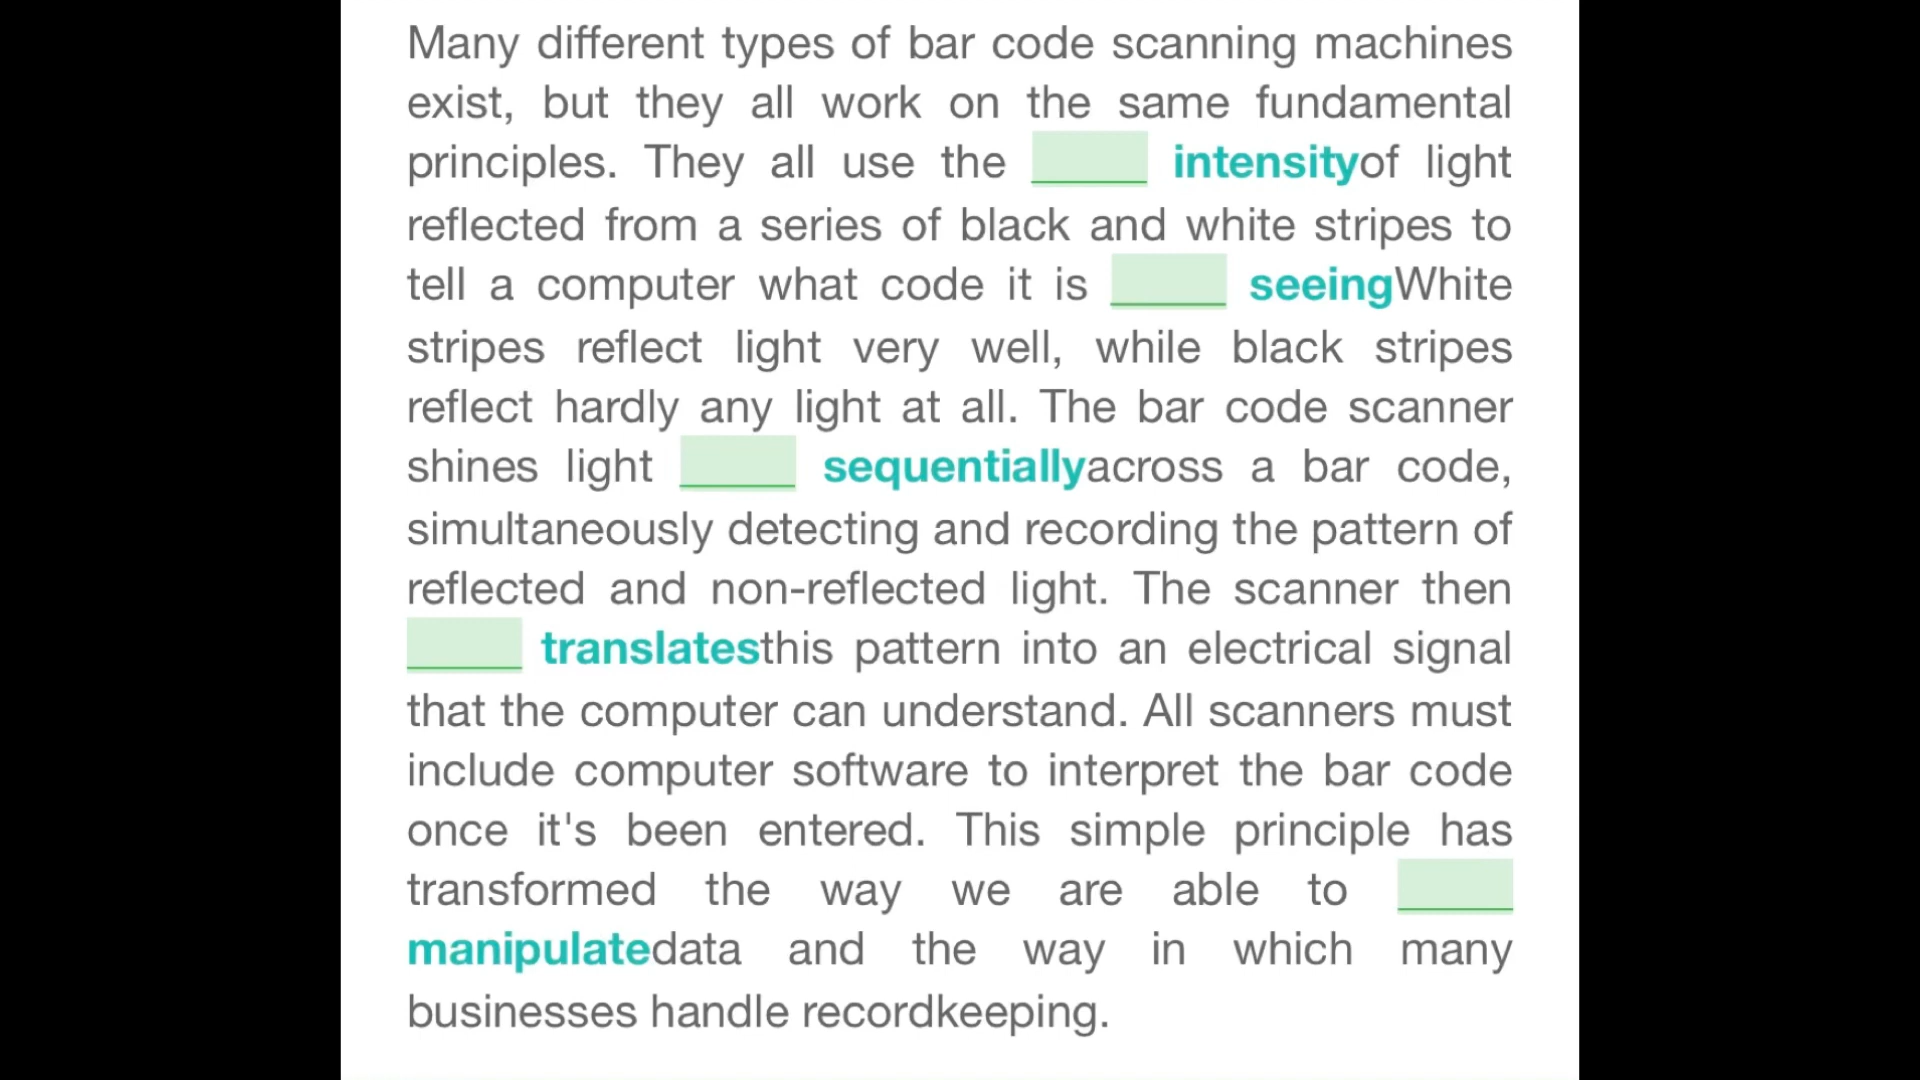 Many different types of bar code scanning machines
exist, but they all work on the same fundamental
principles. They all use the _____ intensityof light
reflected from a series of black and white stripes to
tell a computer what code it is _____ seeingWhite
stripes reflect light very well, while black stripes
reflect hardly any light at all. The bar code scanner
shines light _____ sequentiallyacross a bar code,
simultaneously detecting and recording the pattern of
reflected and non-reflected light. The scanner then
_____ translatesthis pattern into an electrical signal
that the computer can understand. All scanners must
include computer software to interpret the bar code
once it's been entered. This simple principle has
transformed the way we are able to _____
manipulatedata and the way in which many
businesses handle recordkeeping.